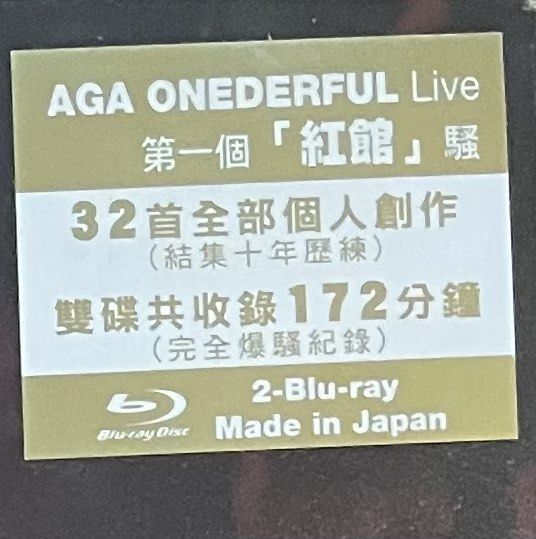 AGA ONEDERFUL Live
第一個「紅館」騷
32首全部個人創作
(結集十年歷練)
雙碟共收錄172分鐘
(完全爆騷紀錄)
Blu-ray Disc
2-Blu-ray
Made in Japan